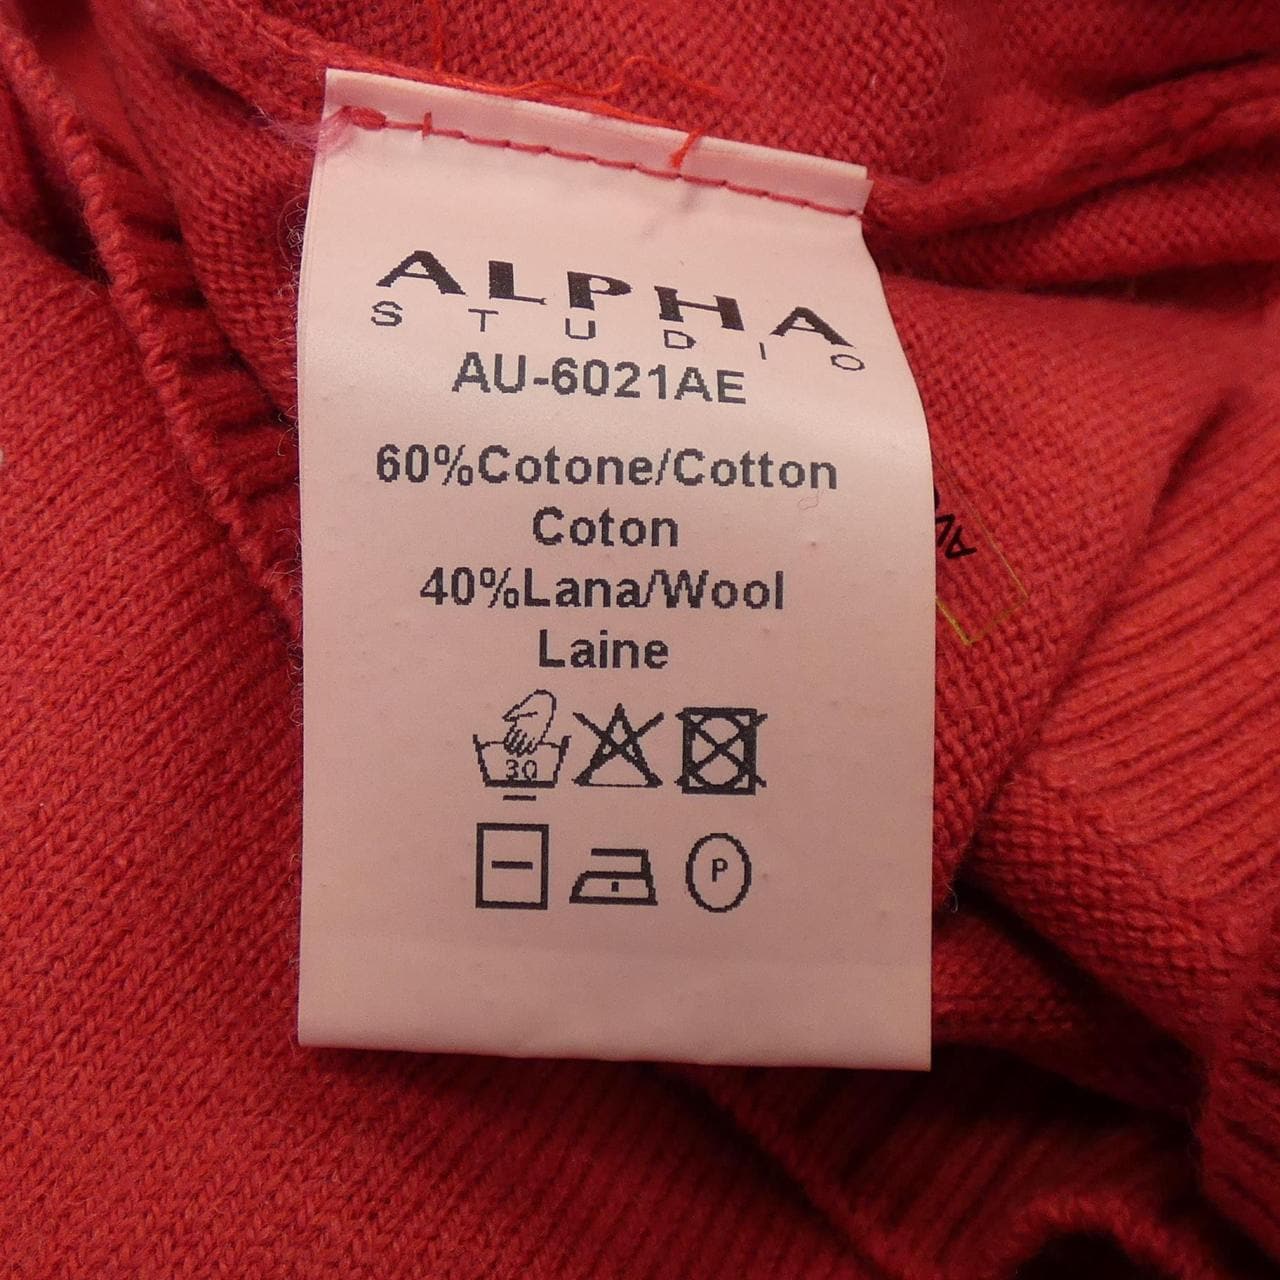 ALPHA
STUDIO
AU-6021AE
60%Cotone/Cotton
Coton
40%Lana/Wool
Laine
30
P